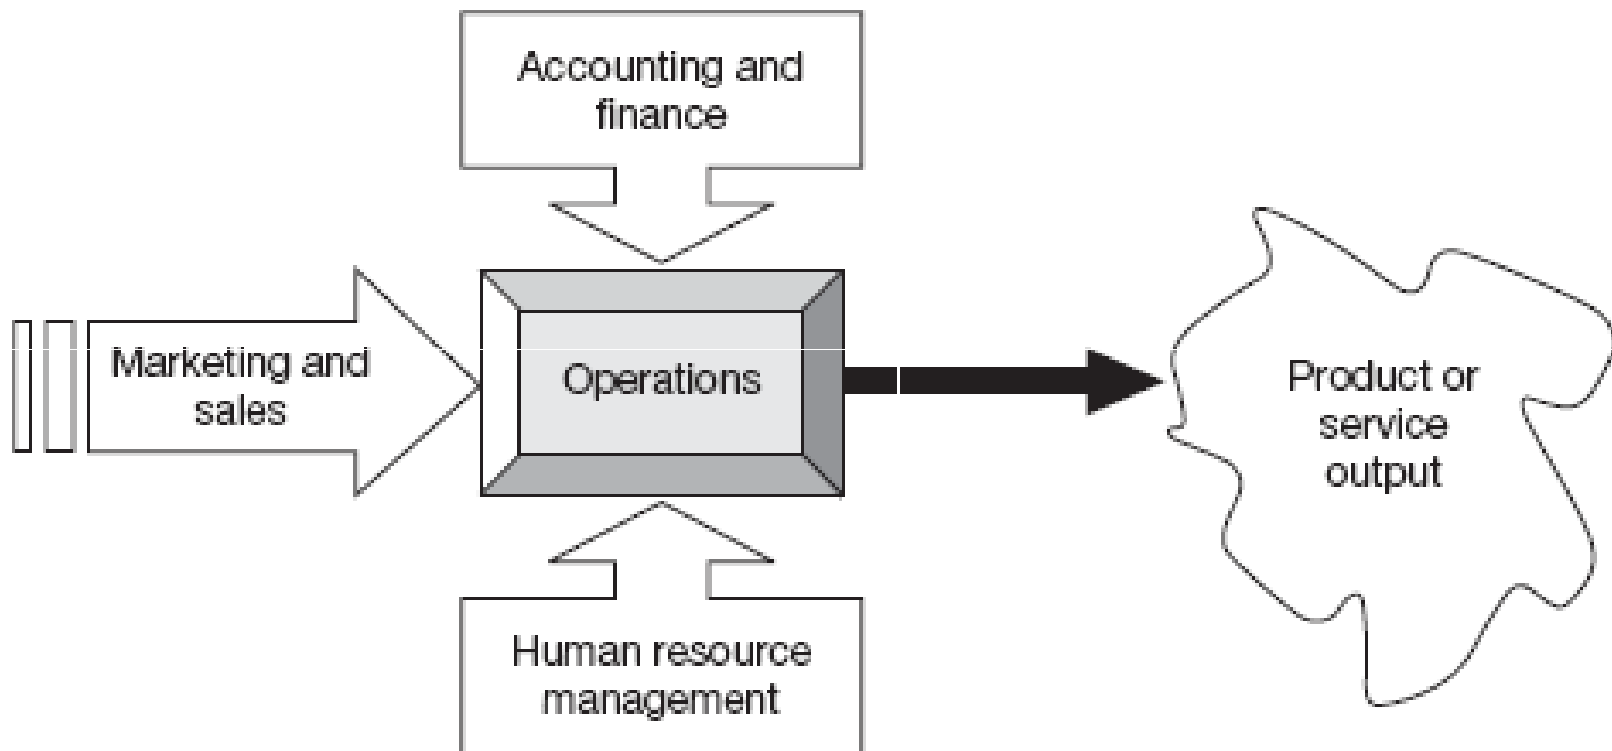 Accounting and
finance
Marketing and
sales
Operations
Product or
service
output
Human resource
management